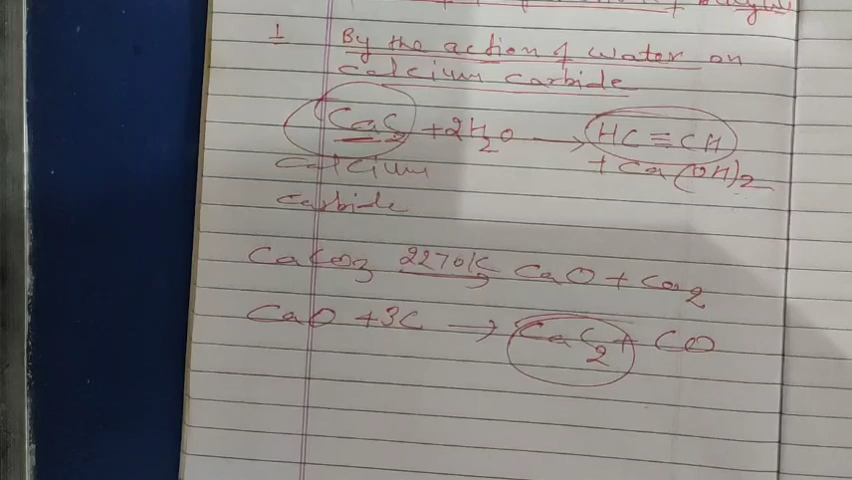 1 By the action of water on
calcium carbide
CaC2 + 2H2O → HC≡CH
calcium + Ca(OH)2
carbide
CaCO3 2270K → CaO + CO2
CaO + 3C → CaC2 + CO